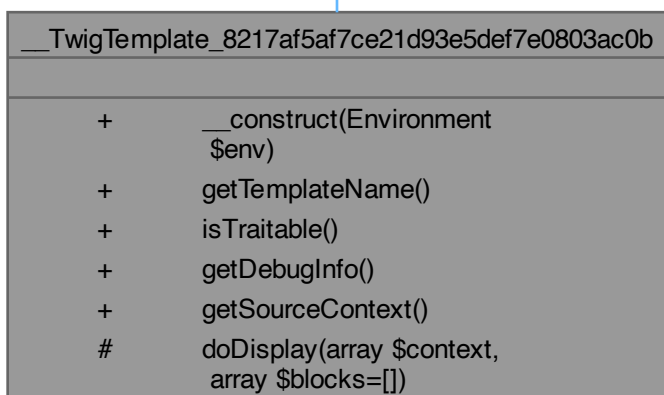 __TwigTemplate_8217af5af7ce21d93e5def7e0803ac0b
+ __construct(Environment
$env)
+ getTemplateName()
+ isTraitable()
+ getDebugInfo()
+ getSourceContext()
# doDisplay(array $context,
array $blocks=[])